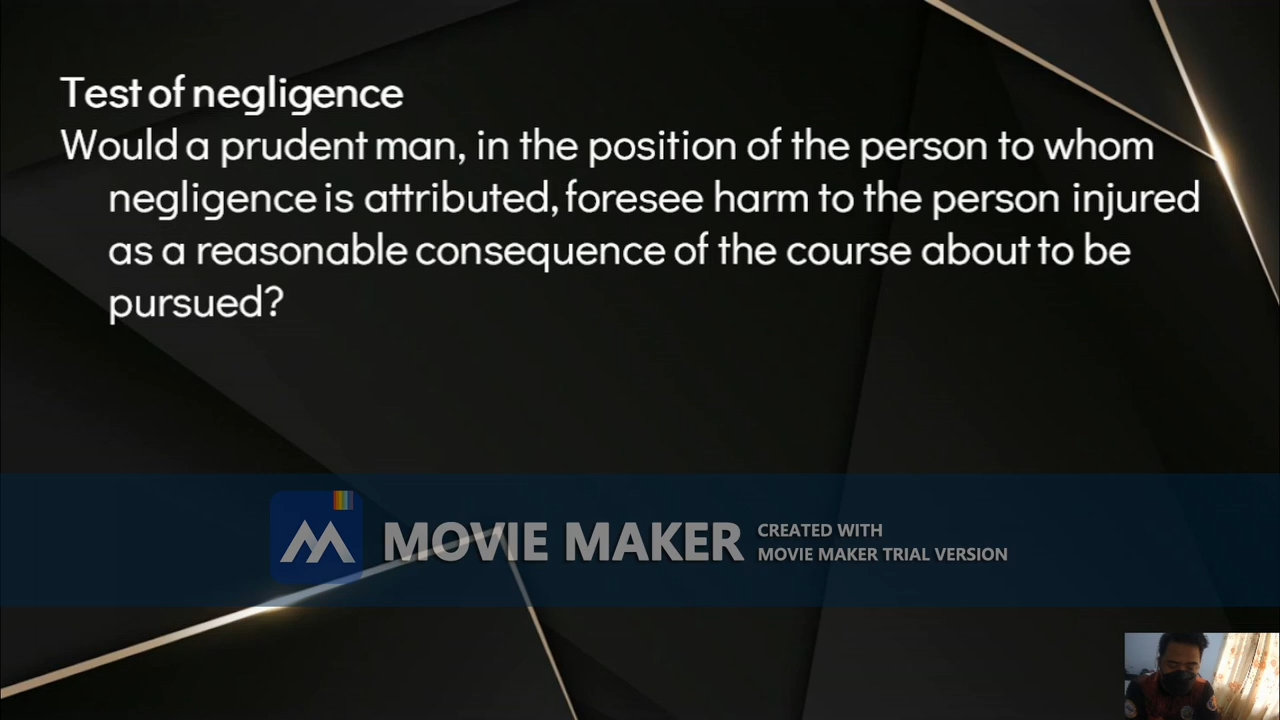 Test of negligence
Would a prudent man, in the position of the person to whom
negligence is attributed, foresee harm to the person injured
as a reasonable consequence of the course about to be
pursued?
MOVIE MAKER
CREATED WITH
MOVIE MAKER TRIAL VERSION